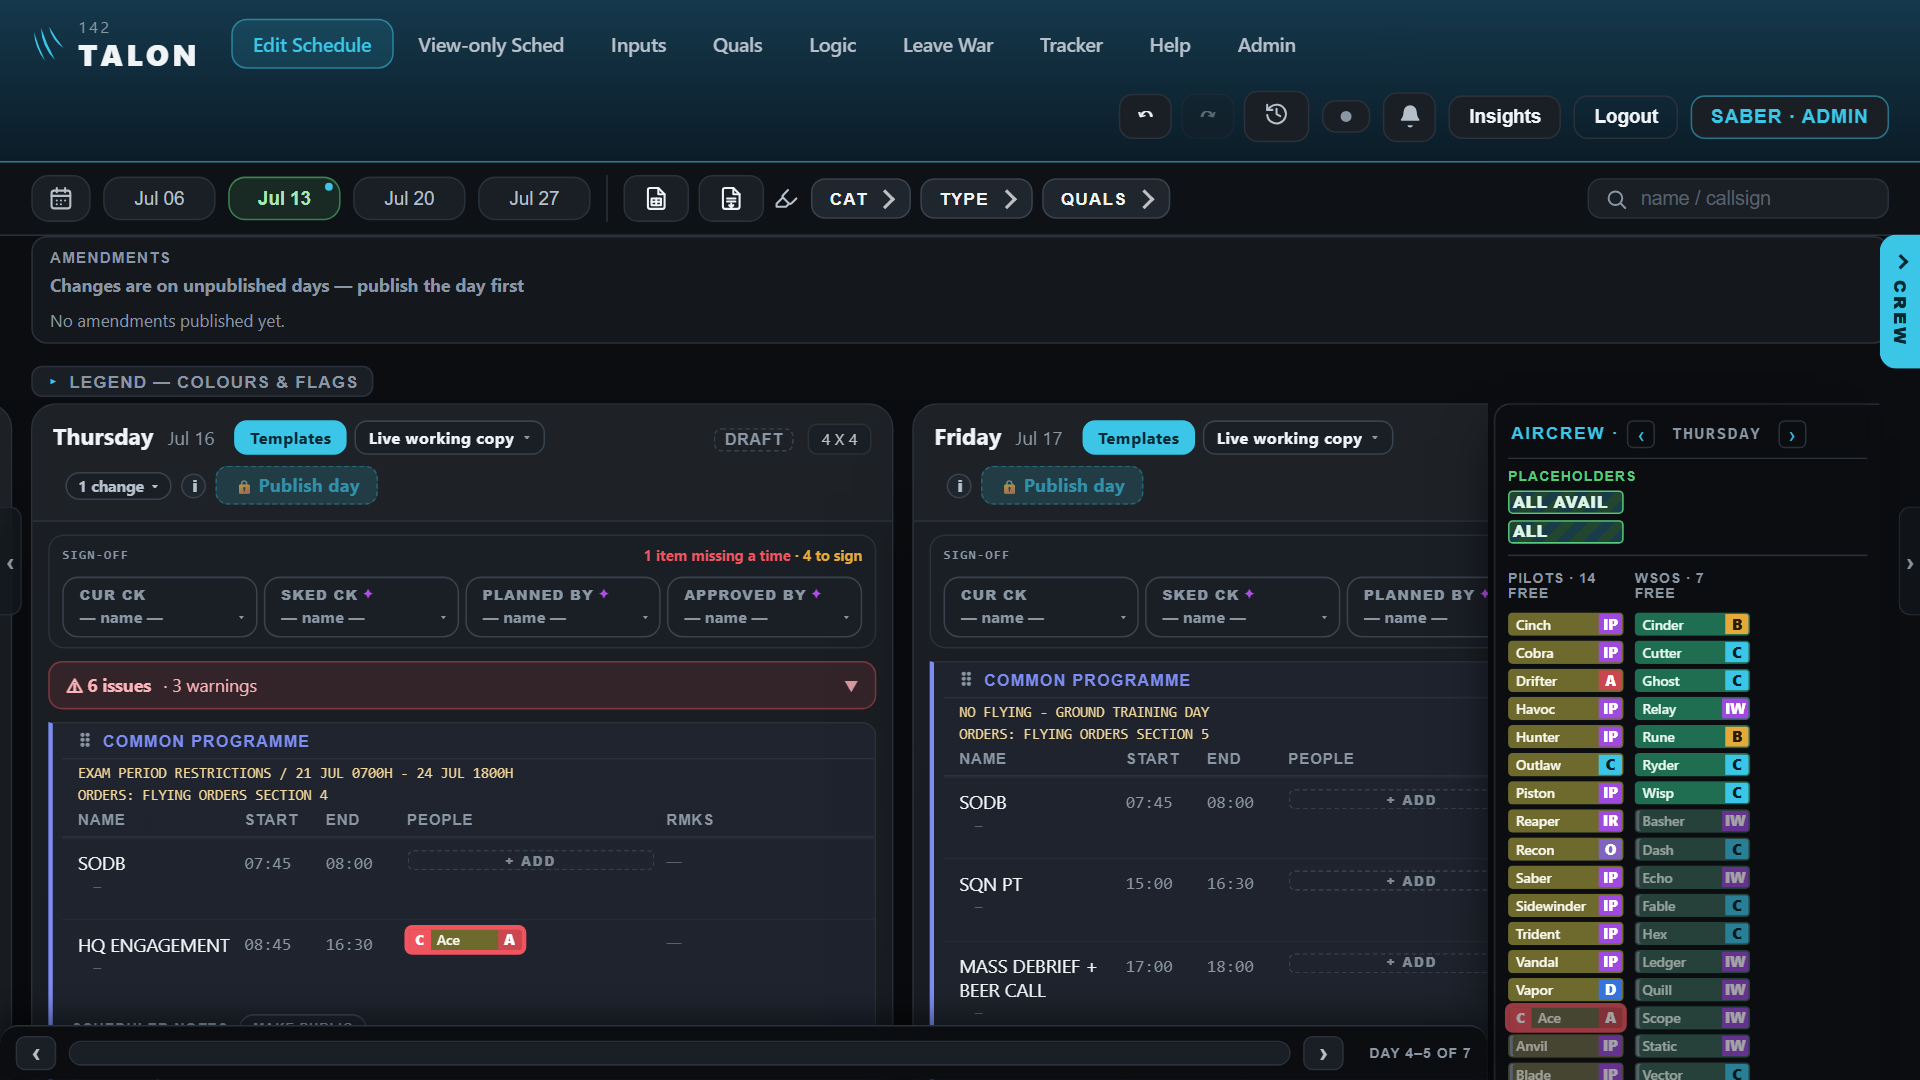 142
TALON
Edit Schedule
View-only Sched
Inputs
Quals
Logic
Leave War
Tracker
Help
Admin
Insights
Logout
SABER · ADMIN
Jul 06
Jul 13
Jul 20
Jul 27
CAT
TYPE
QUALS
name / callsign
AMENDMENTS
Changes are on unpublished days — publish the day first
No amendments published yet.
CREW
LEGEND — COLOURS & FLAGS
Thursday Jul 16
Templates
Live working copy
DRAFT
4 X 4
1 change
i
Publish day
SIGN-OFF
1 item missing a time · 4 to sign
CUR CK
— name —
SKED CK
— name —
PLANNED BY
— name —
APPROVED BY
— name —
6 issues · 3 warnings
COMMON PROGRAMME
EXAM PERIOD RESTRICTIONS / 21 JUL 0700H - 24 JUL 1800H
ORDERS: FLYING ORDERS SECTION 4
NAME START END PEOPLE RMKS
SODB 07:45 08:00 + ADD —
—
HQ ENGAGEMENT 08:45 16:30 C Ace A —
—
SCHEDULER NOTES MAKE PUBLIC
Friday Jul 17
Templates
Live working copy
i
Publish day
SIGN-OFF
CUR CK
— name —
SKED CK
— name —
PLANNED BY
— name —
COMMON PROGRAMME
NO FLYING - GROUND TRAINING DAY
ORDERS: FLYING ORDERS SECTION 5
NAME START END PEOPLE
SODB 07:45 08:00 + ADD
—
SQN PT 15:00 16:30 + ADD
—
MASS DEBRIEF + 17:00 18:00 + ADD
BEER CALL
—
AIRCREW · THURSDAY
PLACEHOLDERS
ALL AVAIL
ALL
PILOTS · 14 FREE
WSOS · 7 FREE
Cinch IP Cinder B
Cobra IP Cutter C
Drifter A Ghost C
Havoc IP Relay IW
Hunter IP Rune B
Outlaw C Ryder C
Piston IP Wisp C
Reaper IR Basher IW
Recon O Dash C
Saber IP Echo IW
Sidewinder IP Fable C
Trident IP Hex C
Vandal IP Ledger IW
Vapor D Quill IW
C Ace A Scope IW
Anvil IP Static IW
Blade IP Vector C
DAY 4–5 OF 7